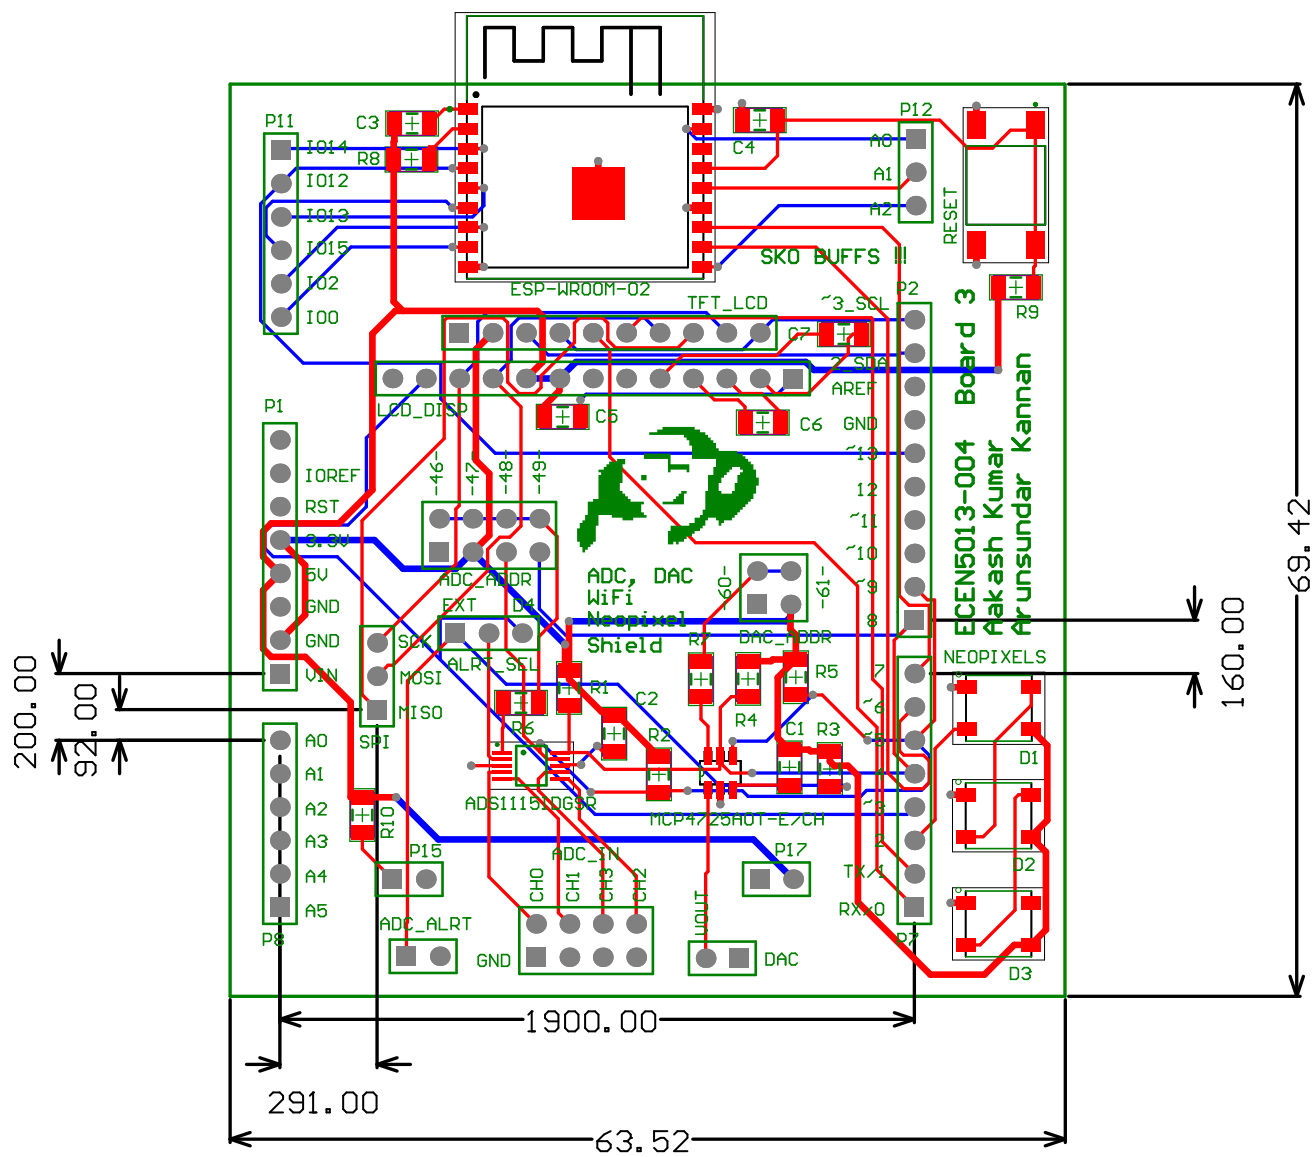 P11
IO14
IO12
IO13
IO15
IO2
IO0
C3
R8
ESP-WROOM-02
C4
P12
A0
A1
A2
RESET
SKO BUFFS !!!
R9
TFT_LCD
C7
LCD_DISP
C5
C6
P2
~3_SCL
2_SDA
AREF
GND
~13
12
~11
~10
~9
8
ECEN5013-004 Board 3
Aakash Kumar
Arunsundar Kannan
P1
IOREF
RST
3.3V
5V
GND
GND
VIN
-46-
-47-
-48-
-49-
ADC_ADDR
EXT D4
ALRT_SEL
SCK
MOSI
MISO
SPI
ADC, DAC
WiFi
Neopixel
Shield
-60-
-61-
DAC_ADDR
R7
R4
R5
R1
R6
C2
R2
C1
R3
ADS1115IDGSR
MCP4725A0T-E/CH
NEOPIXELS
D1
D2
D3
7
~6
~5
4
~3
2
TX/1
RX/0
P7
A0
A1
A2
A3
A4
A5
P8
R10
P15
P17
ADC_ALRT
ADC_IN
CH0
CH1
CH3
CH2
GND
VOUT
DAC
200.00
92.00
160.00
69.42
1900.00
291.00
63.52